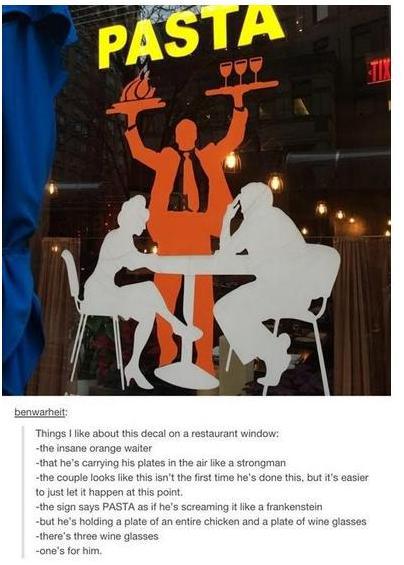 PASTA
TIX
benwarheit:
Things I like about this decal on a restaurant window:
-the insane orange waiter
-that he's carrying his plates in the air like a strongman
-the couple looks like this isn't the first time he's done this, but it's easier
to just let it happen at this point.
-the sign says PASTA as if he's screaming it like a frankenstein
-but he's holding a plate of an entire chicken and a plate of wine glasses
-there's three wine glasses
-one's for him.